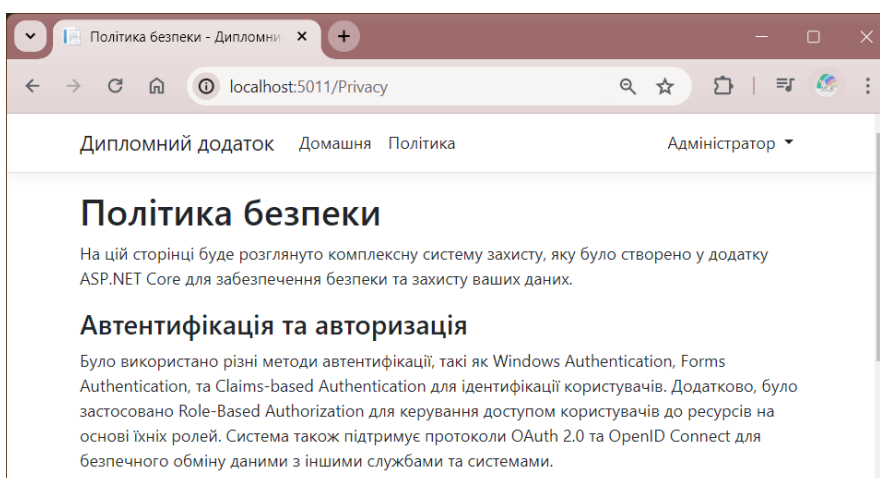 Політика безпеки - Дипломни
localhost:5011/Privacy
Дипломний додаток Домашня Політика Адміністратор
Політика безпеки
На цій сторінці буде розглянуто комплексну систему захисту, яку було створено у додатку
ASP.NET Core для забезпечення безпеки та захисту ваших даних.
Автентифікація та авторизація
Було використано різні методи автентифікації, такі як Windows Authentication, Forms
Authentication, та Claims-based Authentication для ідентифікації користувачів. Додатково, було
застосовано Role-Based Authorization для керування доступом користувачів до ресурсів на
основі їхніх ролей. Система також підтримує протоколи OAuth 2.0 та OpenID Connect для
безпечного обміну даними з іншими службами та системами.